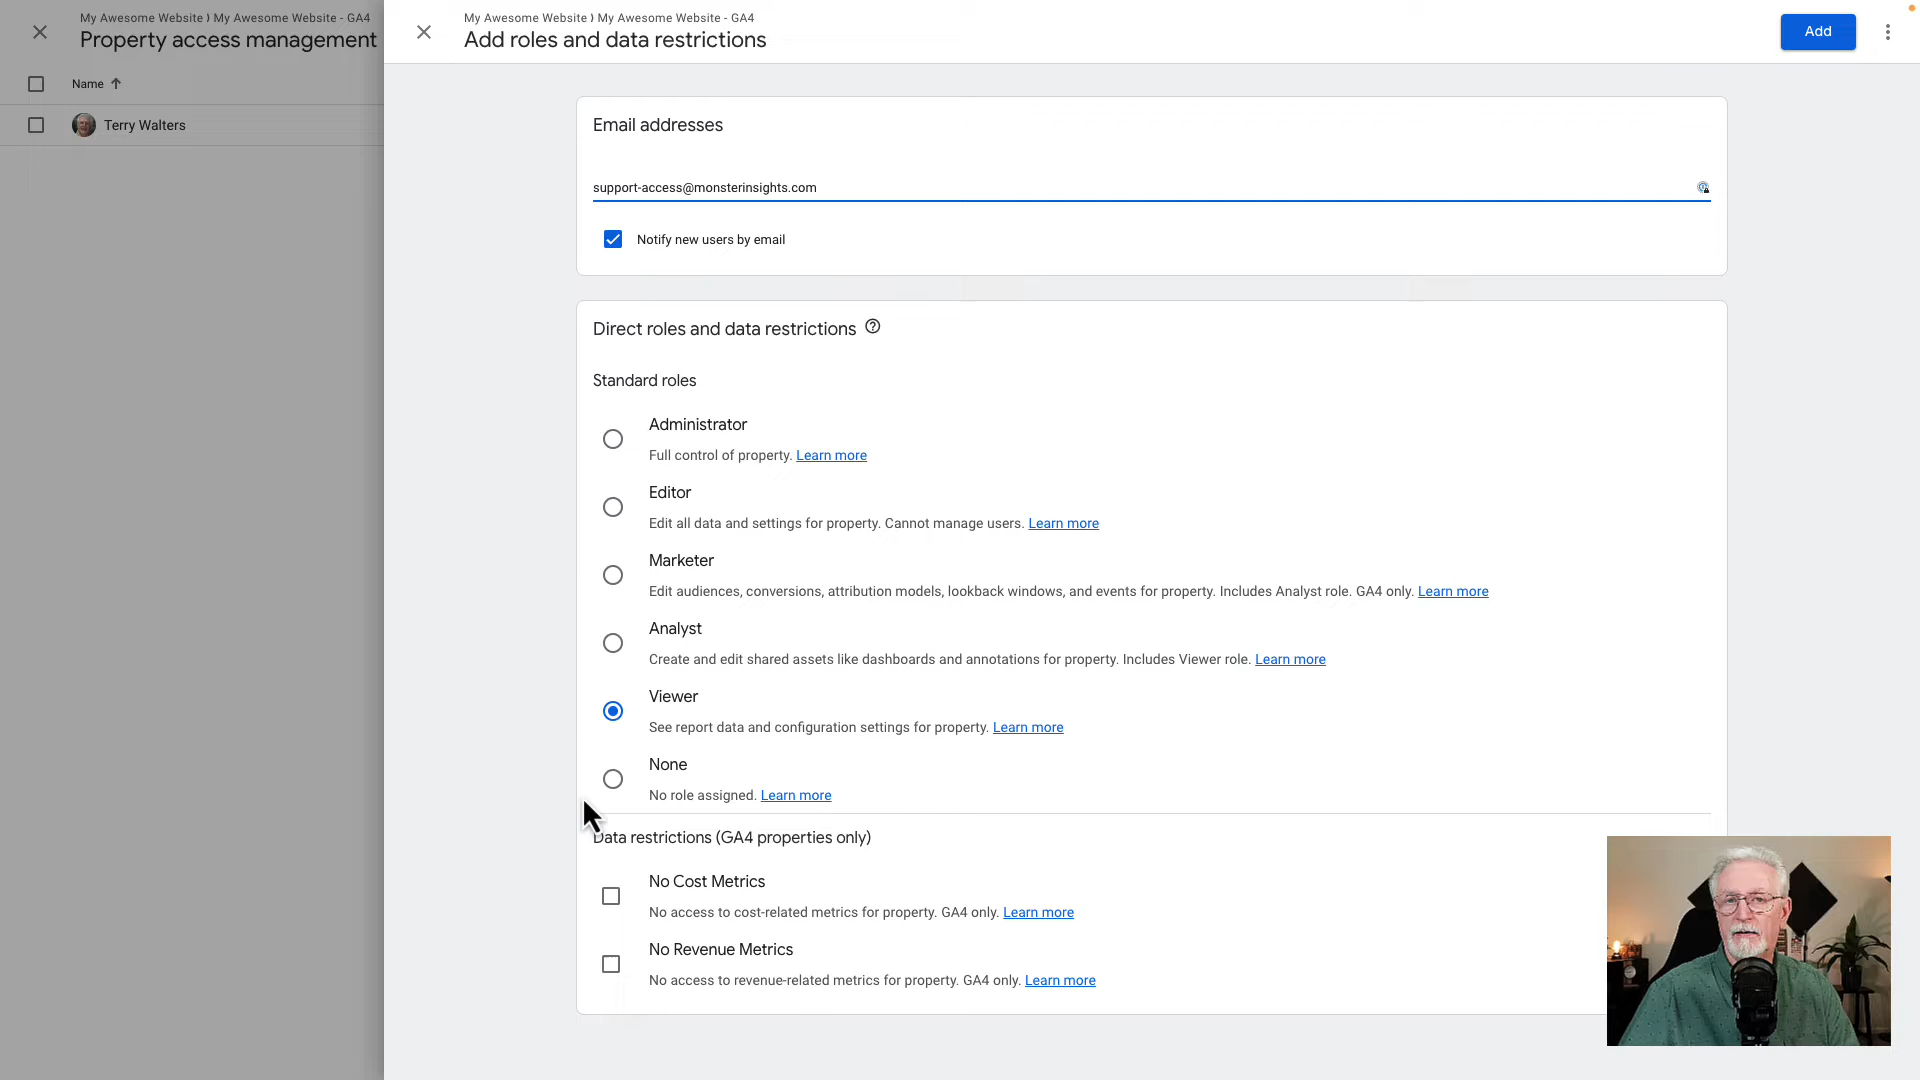 My Awesome Website › My Awesome Website - GA4
Property access management
Name
Terry Walters
My Awesome Website › My Awesome Website - GA4
Add roles and data restrictions
Add
Email addresses
support-access@monsterinsights.com
Notify new users by email
Direct roles and data restrictions
Standard roles
Administrator
Full control of property. Learn more
Editor
Edit all data and settings for property. Cannot manage users. Learn more
Marketer
Edit audiences, conversions, attribution models, lookback windows, and events for property. Includes Analyst role. GA4 only. Learn more
Analyst
Create and edit shared assets like dashboards and annotations for property. Includes Viewer role. Learn more
Viewer
See report data and configuration settings for property. Learn more
None
No role assigned. Learn more
Data restrictions (GA4 properties only)
No Cost Metrics
No access to cost-related metrics for property. GA4 only. Learn more
No Revenue Metrics
No access to revenue-related metrics for property. GA4 only. Learn more